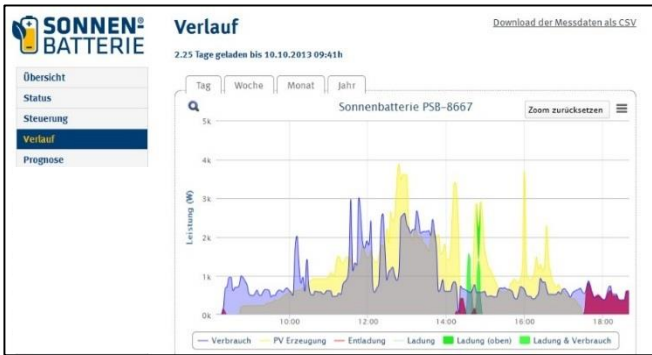 SONNEN®
BATTERIE
Übersicht
Status
Steuerung
Verlauf
Prognose
Verlauf
Download der Messdaten als CSV
2.25 Tage geladen bis 10.10.2013 09:41h
Tag Woche Monat Jahr
Sonnenbatterie PSB-8667
Zoom zurücksetzen
Leistung (W)
5k
4k
3k
2k
1k
0k
10:00 12:00 14:00 16:00 18:00
Verbrauch PV Erzeugung Entladung Ladung Ladung (oben) Ladung & Verbrauch